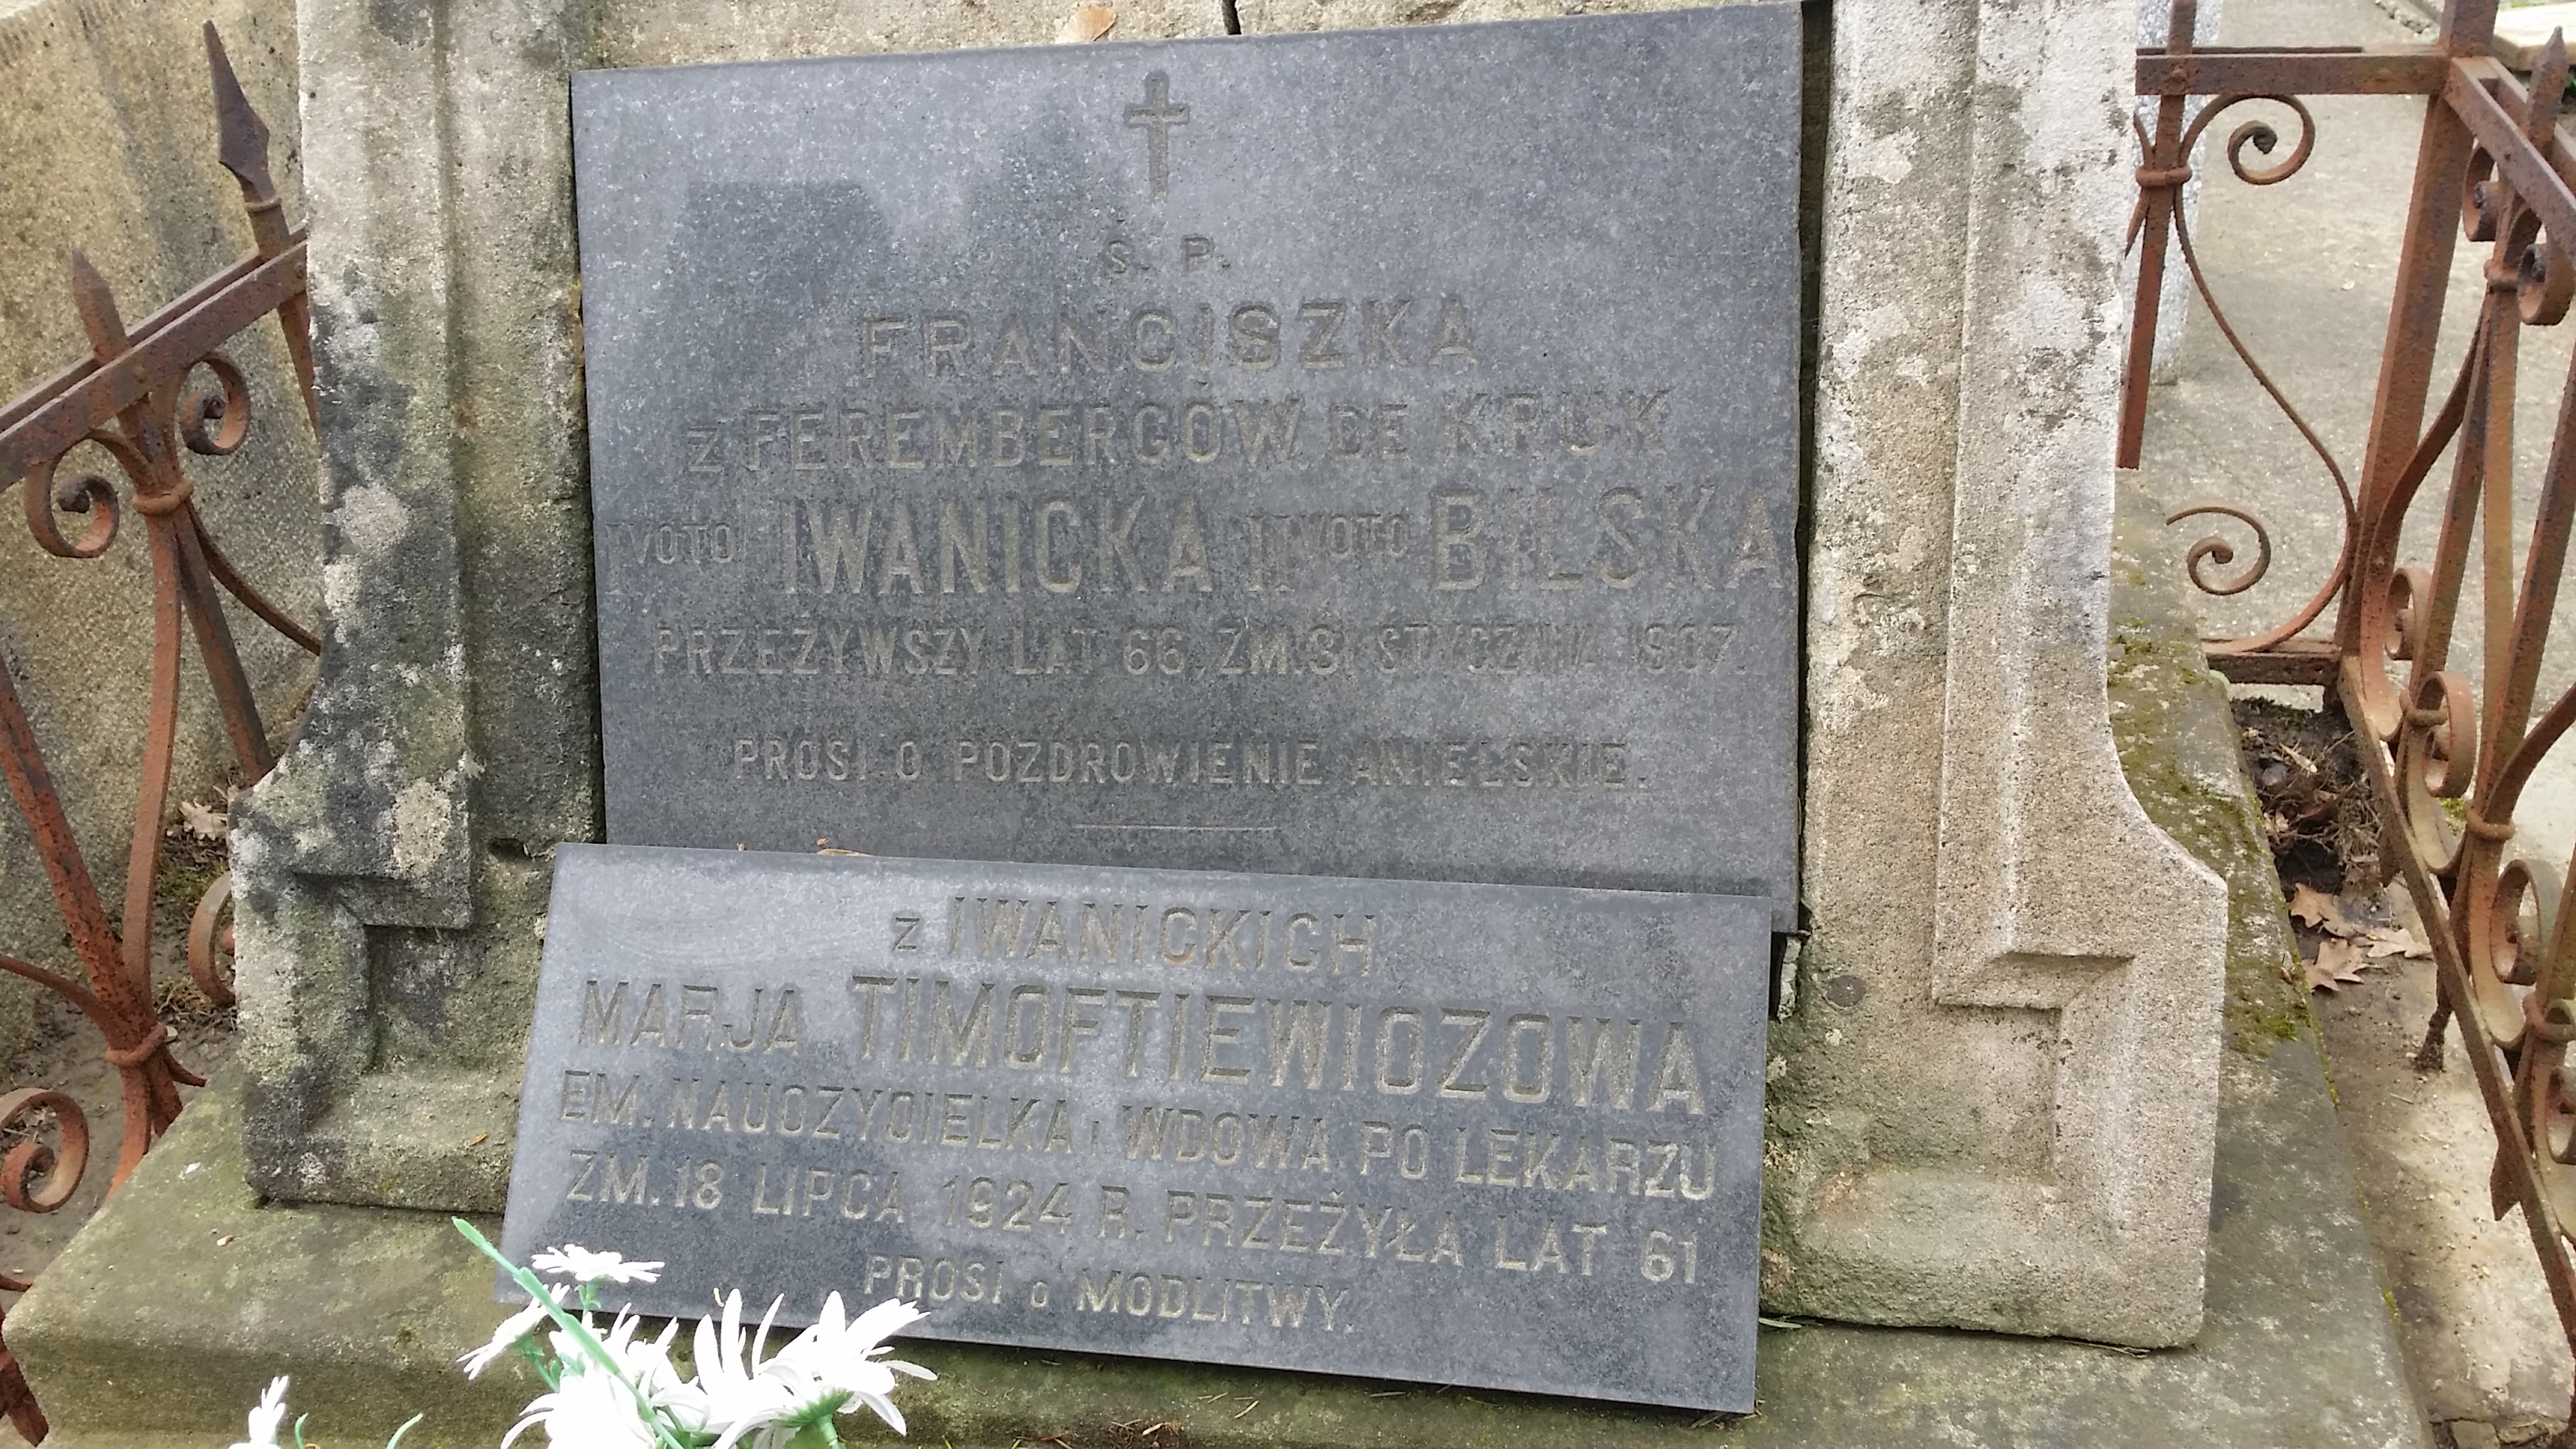 Ś. P.
FRANCISZKA
Z FEREMBERGÓW DE KRUK
I VOTO IWANICKA II VOTO BILSKA
PRZEŻYWSZY LAT 66, ZM. 31 STYCZNIA 1907.
PROSI O POZDROWIENIE ANIELSKIE.
Z IWANICKICH
MARJA TIMOFTIEWICZOWA
EM. NAUCZYCIELKA I WDOWA PO LEKARZU
ZM. 18 LIPCA 1924 R. PRZEŻYŁA LAT 61
PROSI O MODLITWY.